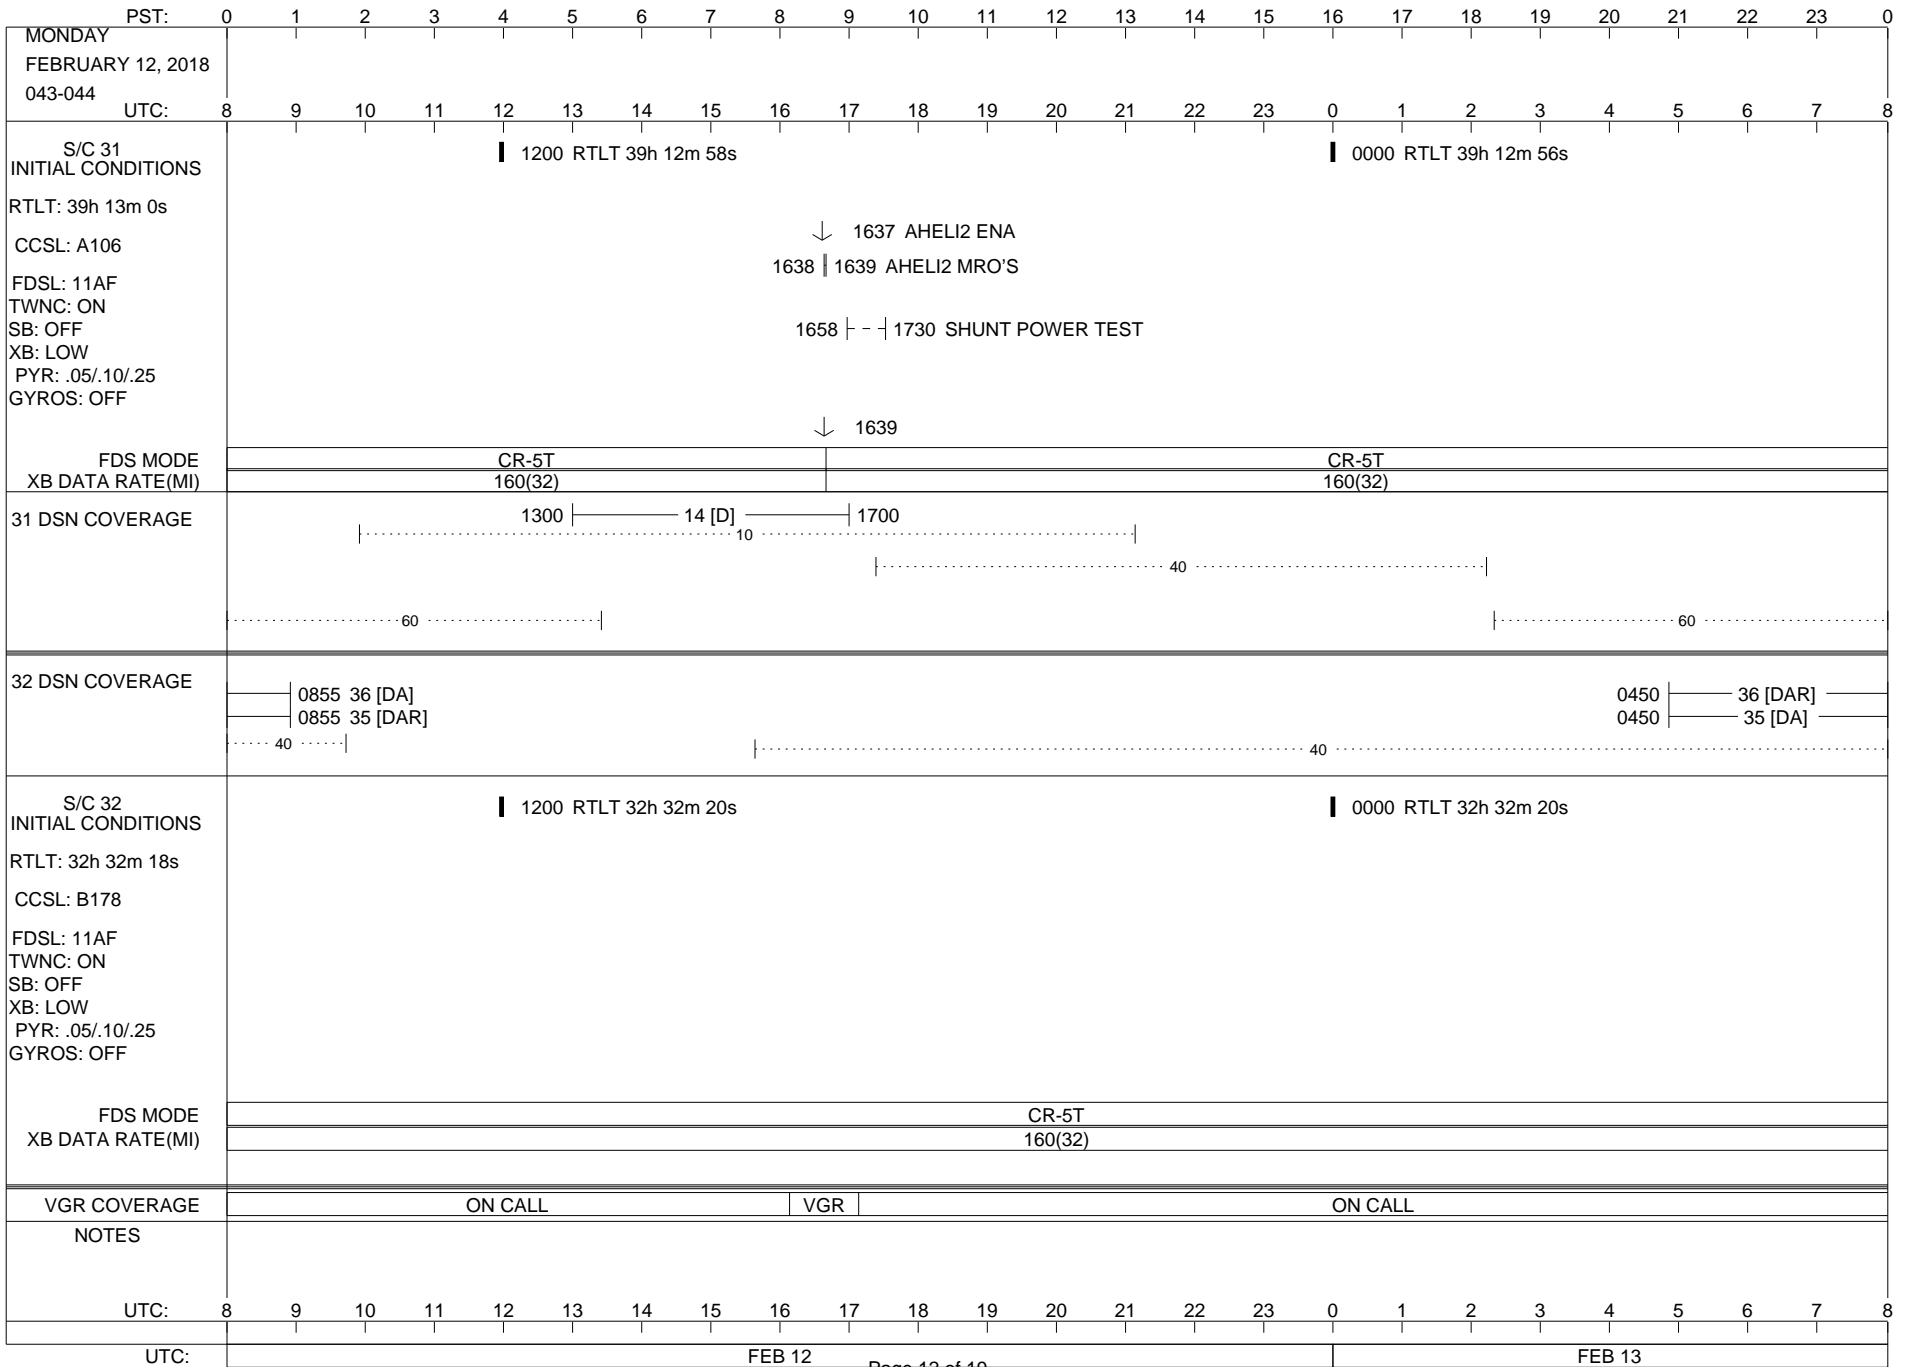 PST: 0 1 2 3 4 5 6 7 8 9 10 11 12 13 14 15 16 17 18 19 20 21 22 23 0
MONDAY
FEBRUARY 12, 2018
043-044
UTC: 8 9 10 11 12 13 14 15 16 17 18 19 20 21 22 23 0 1 2 3 4 5 6 7 8
S/C 31
INITIAL CONDITIONS
1200 RTLT 39h 12m 58s
0000 RTLT 39h 12m 56s
RTLT: 39h 13m 0s
1637 AHELI2 ENA
CCSL: A106
1638 1639 AHELI2 MRO'S
FDSL: 11AF
TWNC: ON
SB: OFF
1658 1730 SHUNT POWER TEST
XB: LOW
PYR: .05/.10/.25
GYROS: OFF
1639
FDS MODE CR-5T CR-5T
XB DATA RATE(MI) 160(32) 160(32)
31 DSN COVERAGE
1300 14 [D] 1700
10
40
60 60
32 DSN COVERAGE
0855 36 [DA] 0450 36 [DAR]
0855 35 [DAR] 0450 35 [DA]
40 40
S/C 32
INITIAL CONDITIONS
1200 RTLT 32h 32m 20s
0000 RTLT 32h 32m 20s
RTLT: 32h 32m 18s
CCSL: B178
FDSL: 11AF
TWNC: ON
SB: OFF
XB: LOW
PYR: .05/.10/.25
GYROS: OFF
FDS MODE CR-5T
XB DATA RATE(MI) 160(32)
VGR COVERAGE ON CALL VGR ON CALL
NOTES
UTC: 8 9 10 11 12 13 14 15 16 17 18 19 20 21 22 23 0 1 2 3 4 5 6 7 8
UTC: FEB 12 FEB 13
Page 12 of 19